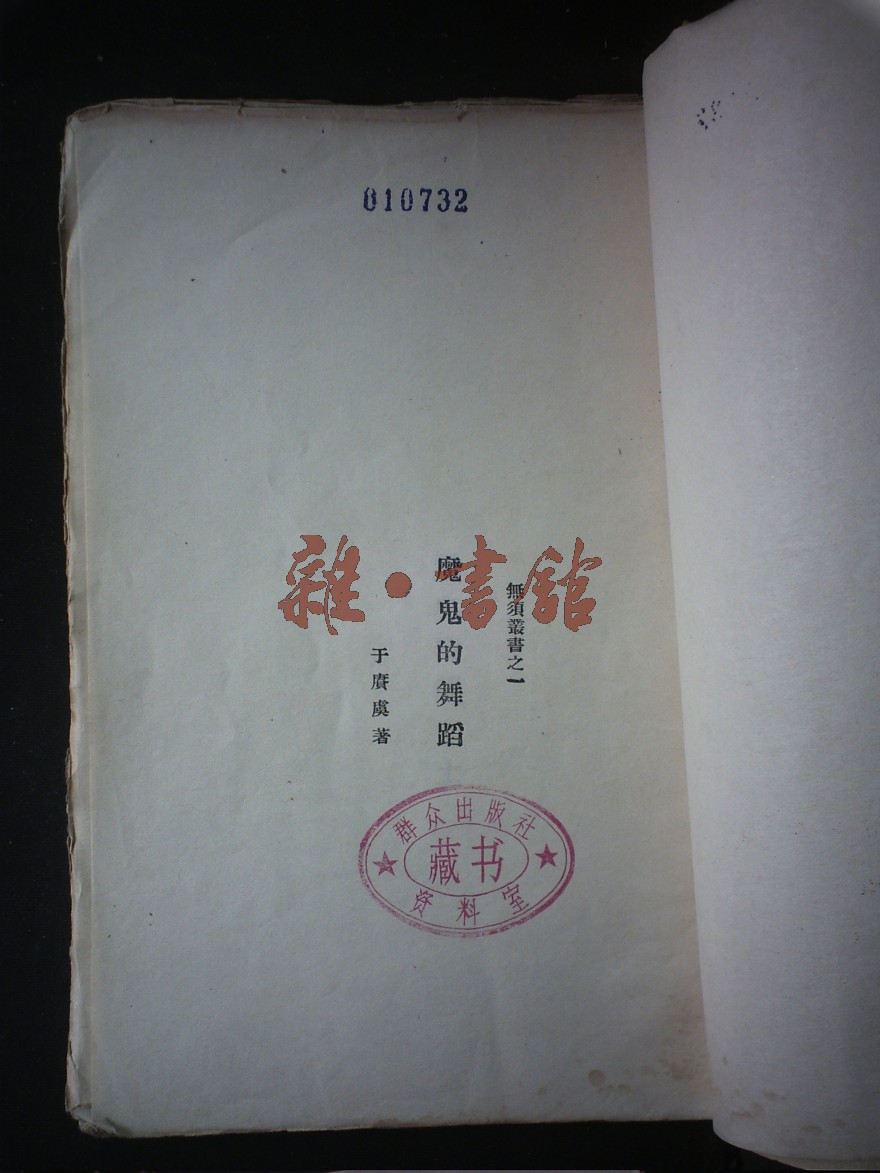 010732
雜·書館
無須叢書之一
魔鬼的舞蹈
于賡虞著
群众出版社
藏书
资料室